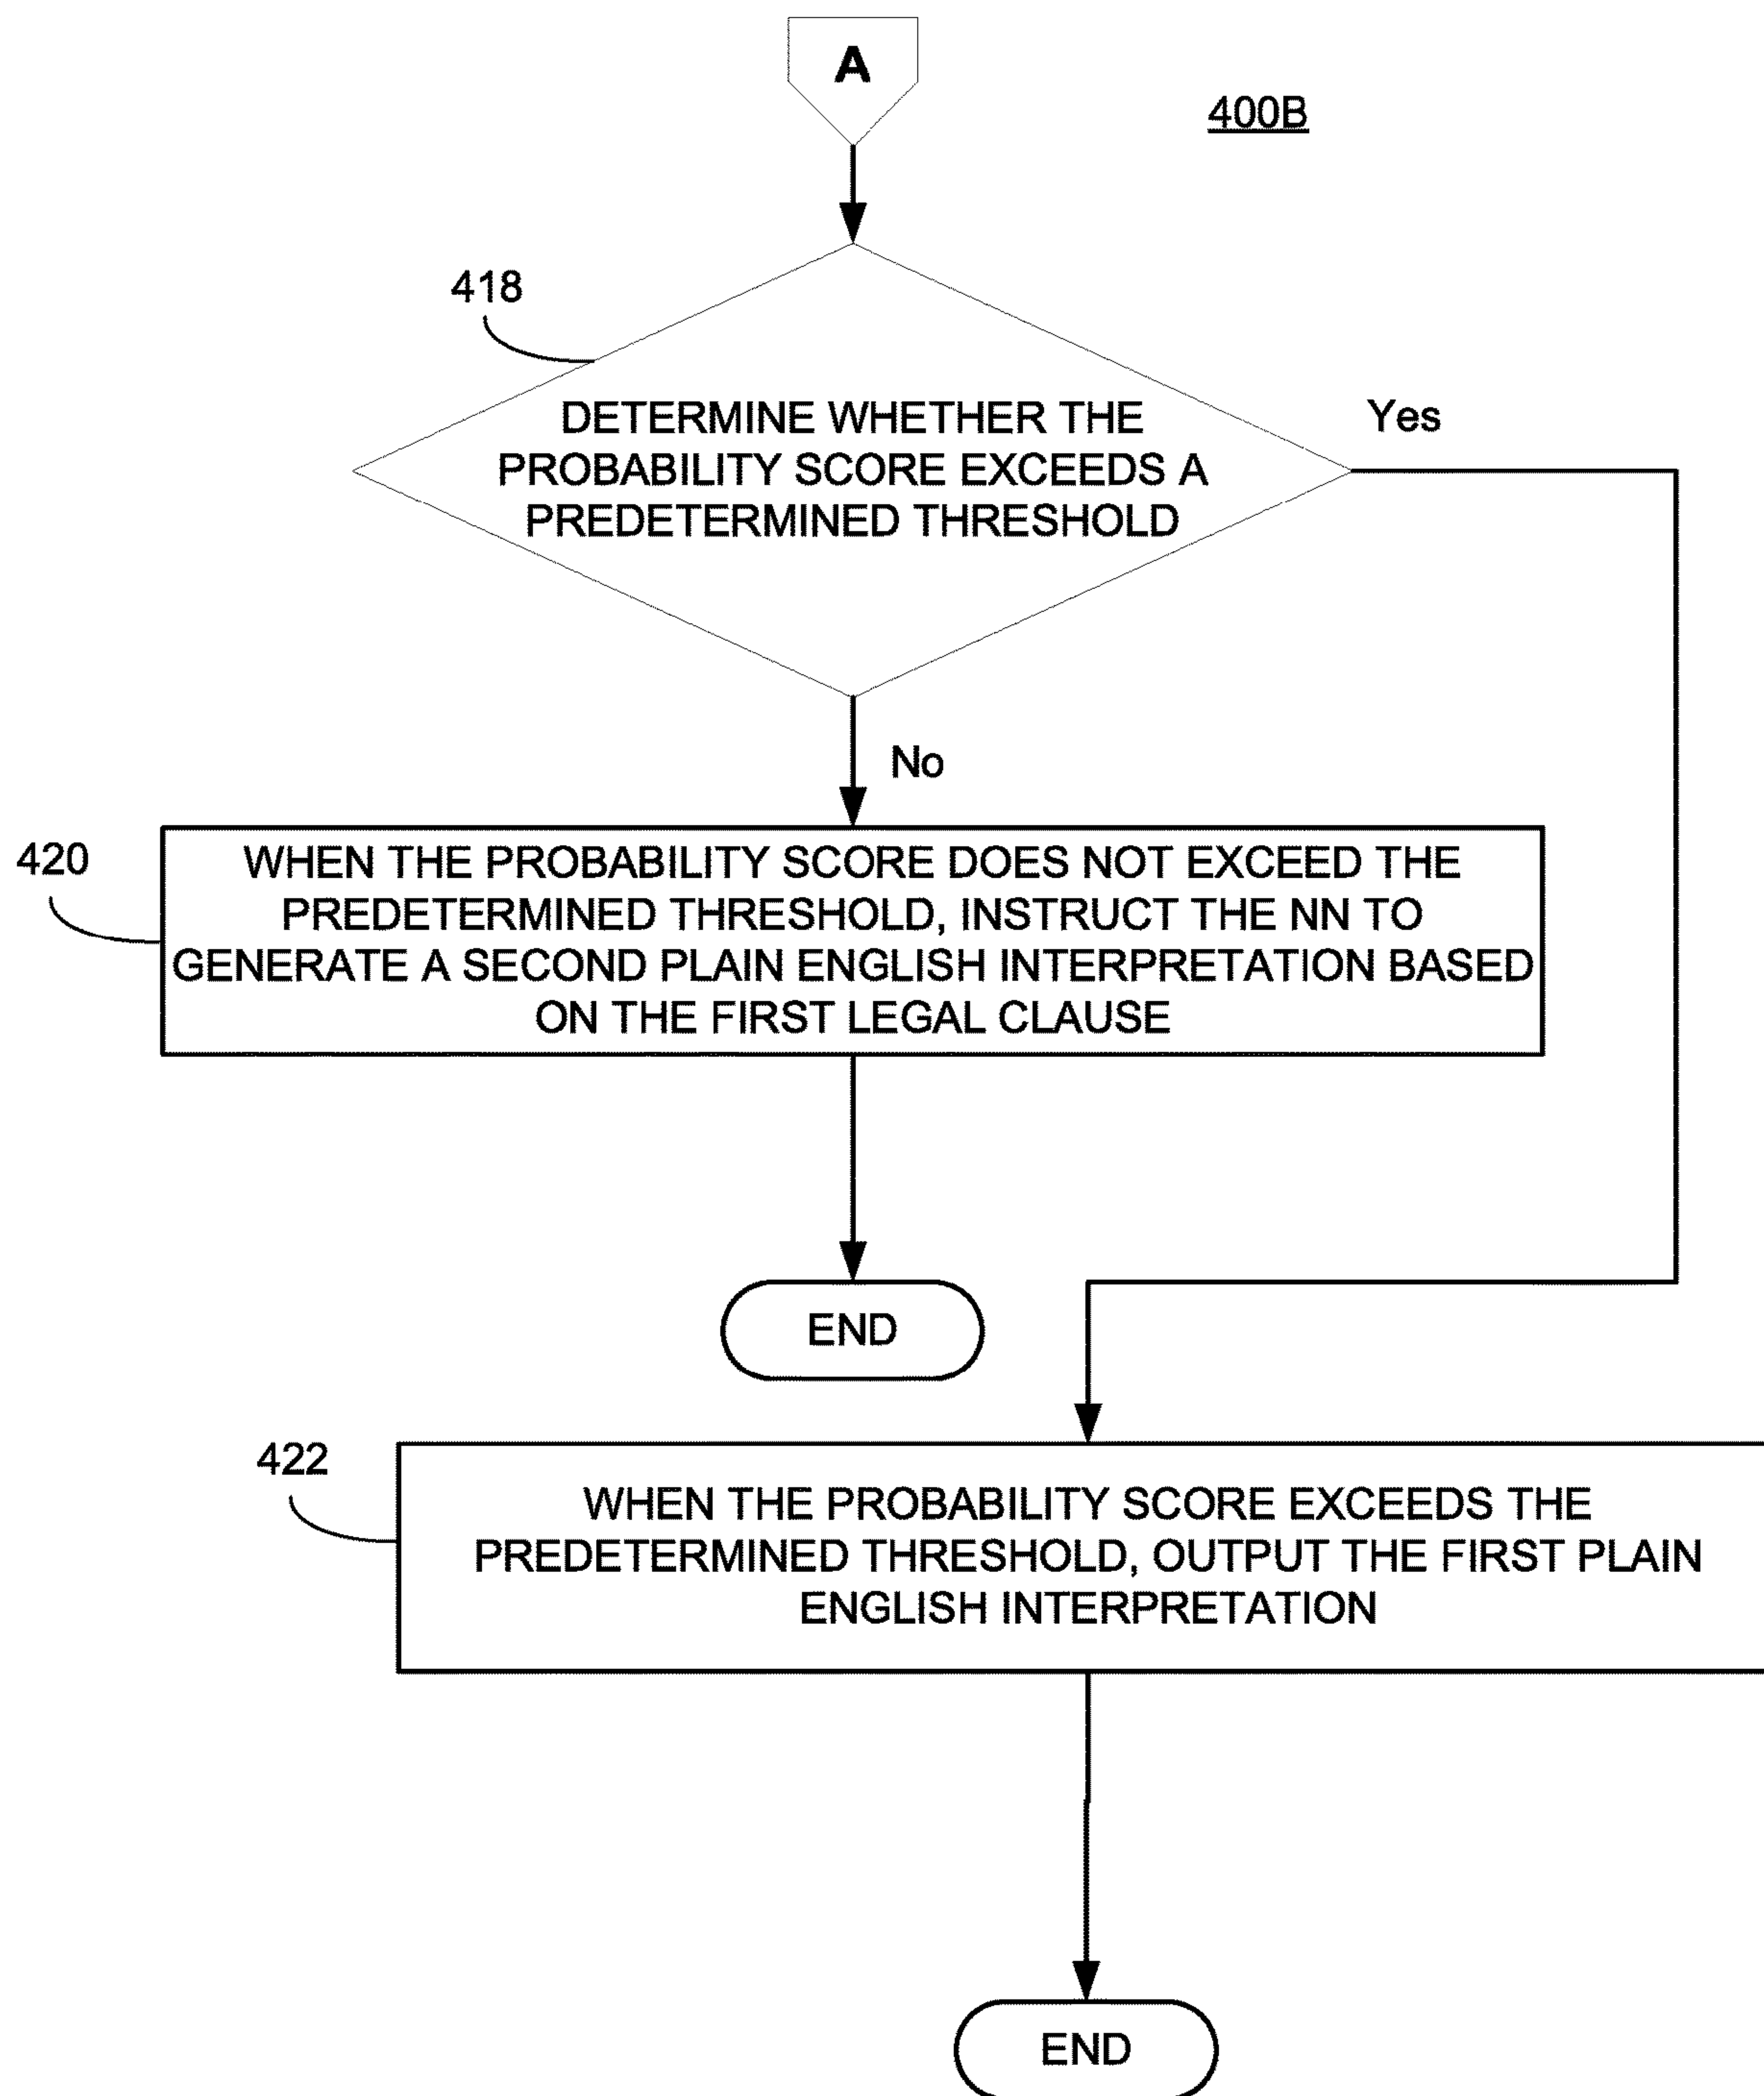 A
400B
418
DETERMINE WHETHER THE
PROBABILITY SCORE EXCEEDS A
PREDETERMINED THRESHOLD
Yes
No
420
WHEN THE PROBABILITY SCORE DOES NOT EXCEED THE
PREDETERMINED THRESHOLD, INSTRUCT THE NN TO
GENERATE A SECOND PLAIN ENGLISH INTERPRETATION BASED
ON THE FIRST LEGAL CLAUSE
END
422
WHEN THE PROBABILITY SCORE EXCEEDS THE
PREDETERMINED THRESHOLD, OUTPUT THE FIRST PLAIN
ENGLISH INTERPRETATION
END